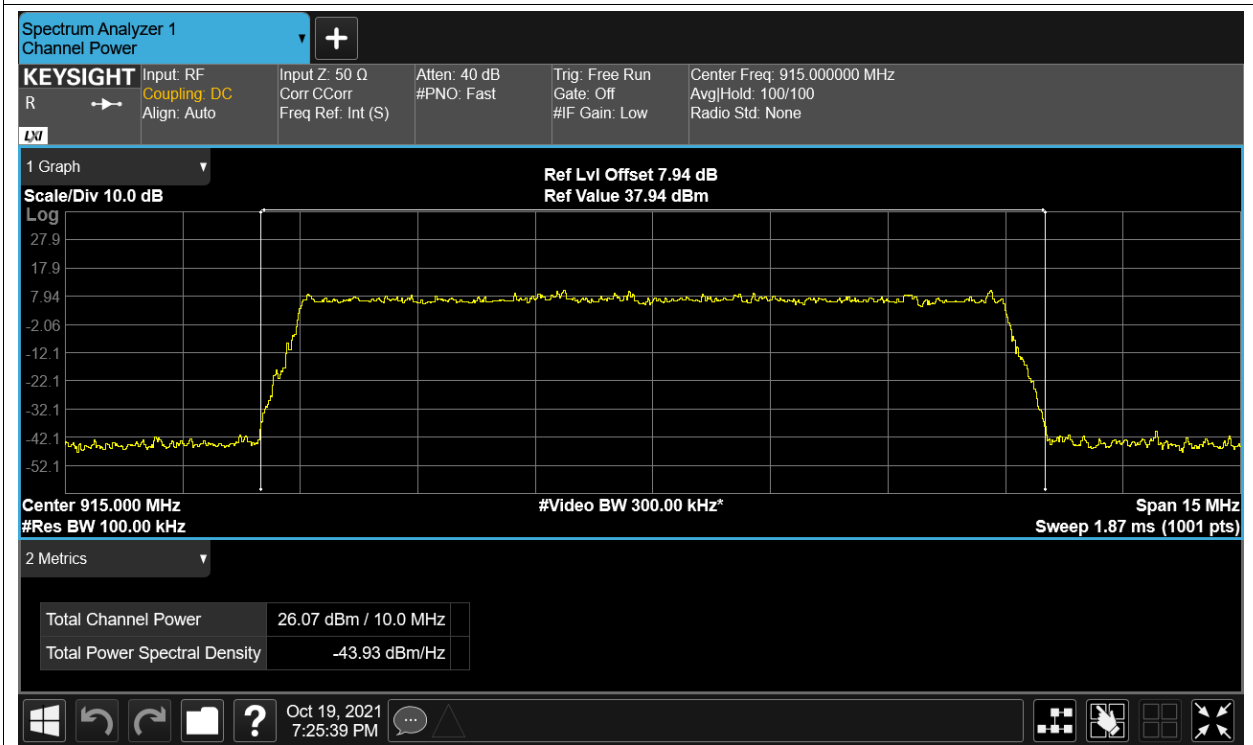 Spectrum Analyzer 1
Channel Power
KEYSIGHT Input: RF Input Z: 50 Ω Atten: 40 dB Trig: Free Run Center Freq: 915.000000 MHz
R Coupling: DC Corr CCorr #PNO: Fast Gate: Off Avg|Hold: 100/100
Align: Auto Freq Ref: Int (S) #IF Gain: Low Radio Std: None
LXI
1 Graph
Ref Lvl Offset 7.94 dB
Scale/Div 10.0 dB Ref Value 37.94 dBm
Log
27.9
17.9
7.94
-2.06
-12.1
-22.1
-32.1
-42.1
-52.1
Center 915.000 MHz #Video BW 300.00 kHz* Span 15 MHz
#Res BW 100.00 kHz Sweep 1.87 ms (1001 pts)
2 Metrics
Total Channel Power 26.07 dBm / 10.0 MHz
Total Power Spectral Density -43.93 dBm/Hz
? Oct 19, 2021
7:25:39 PM